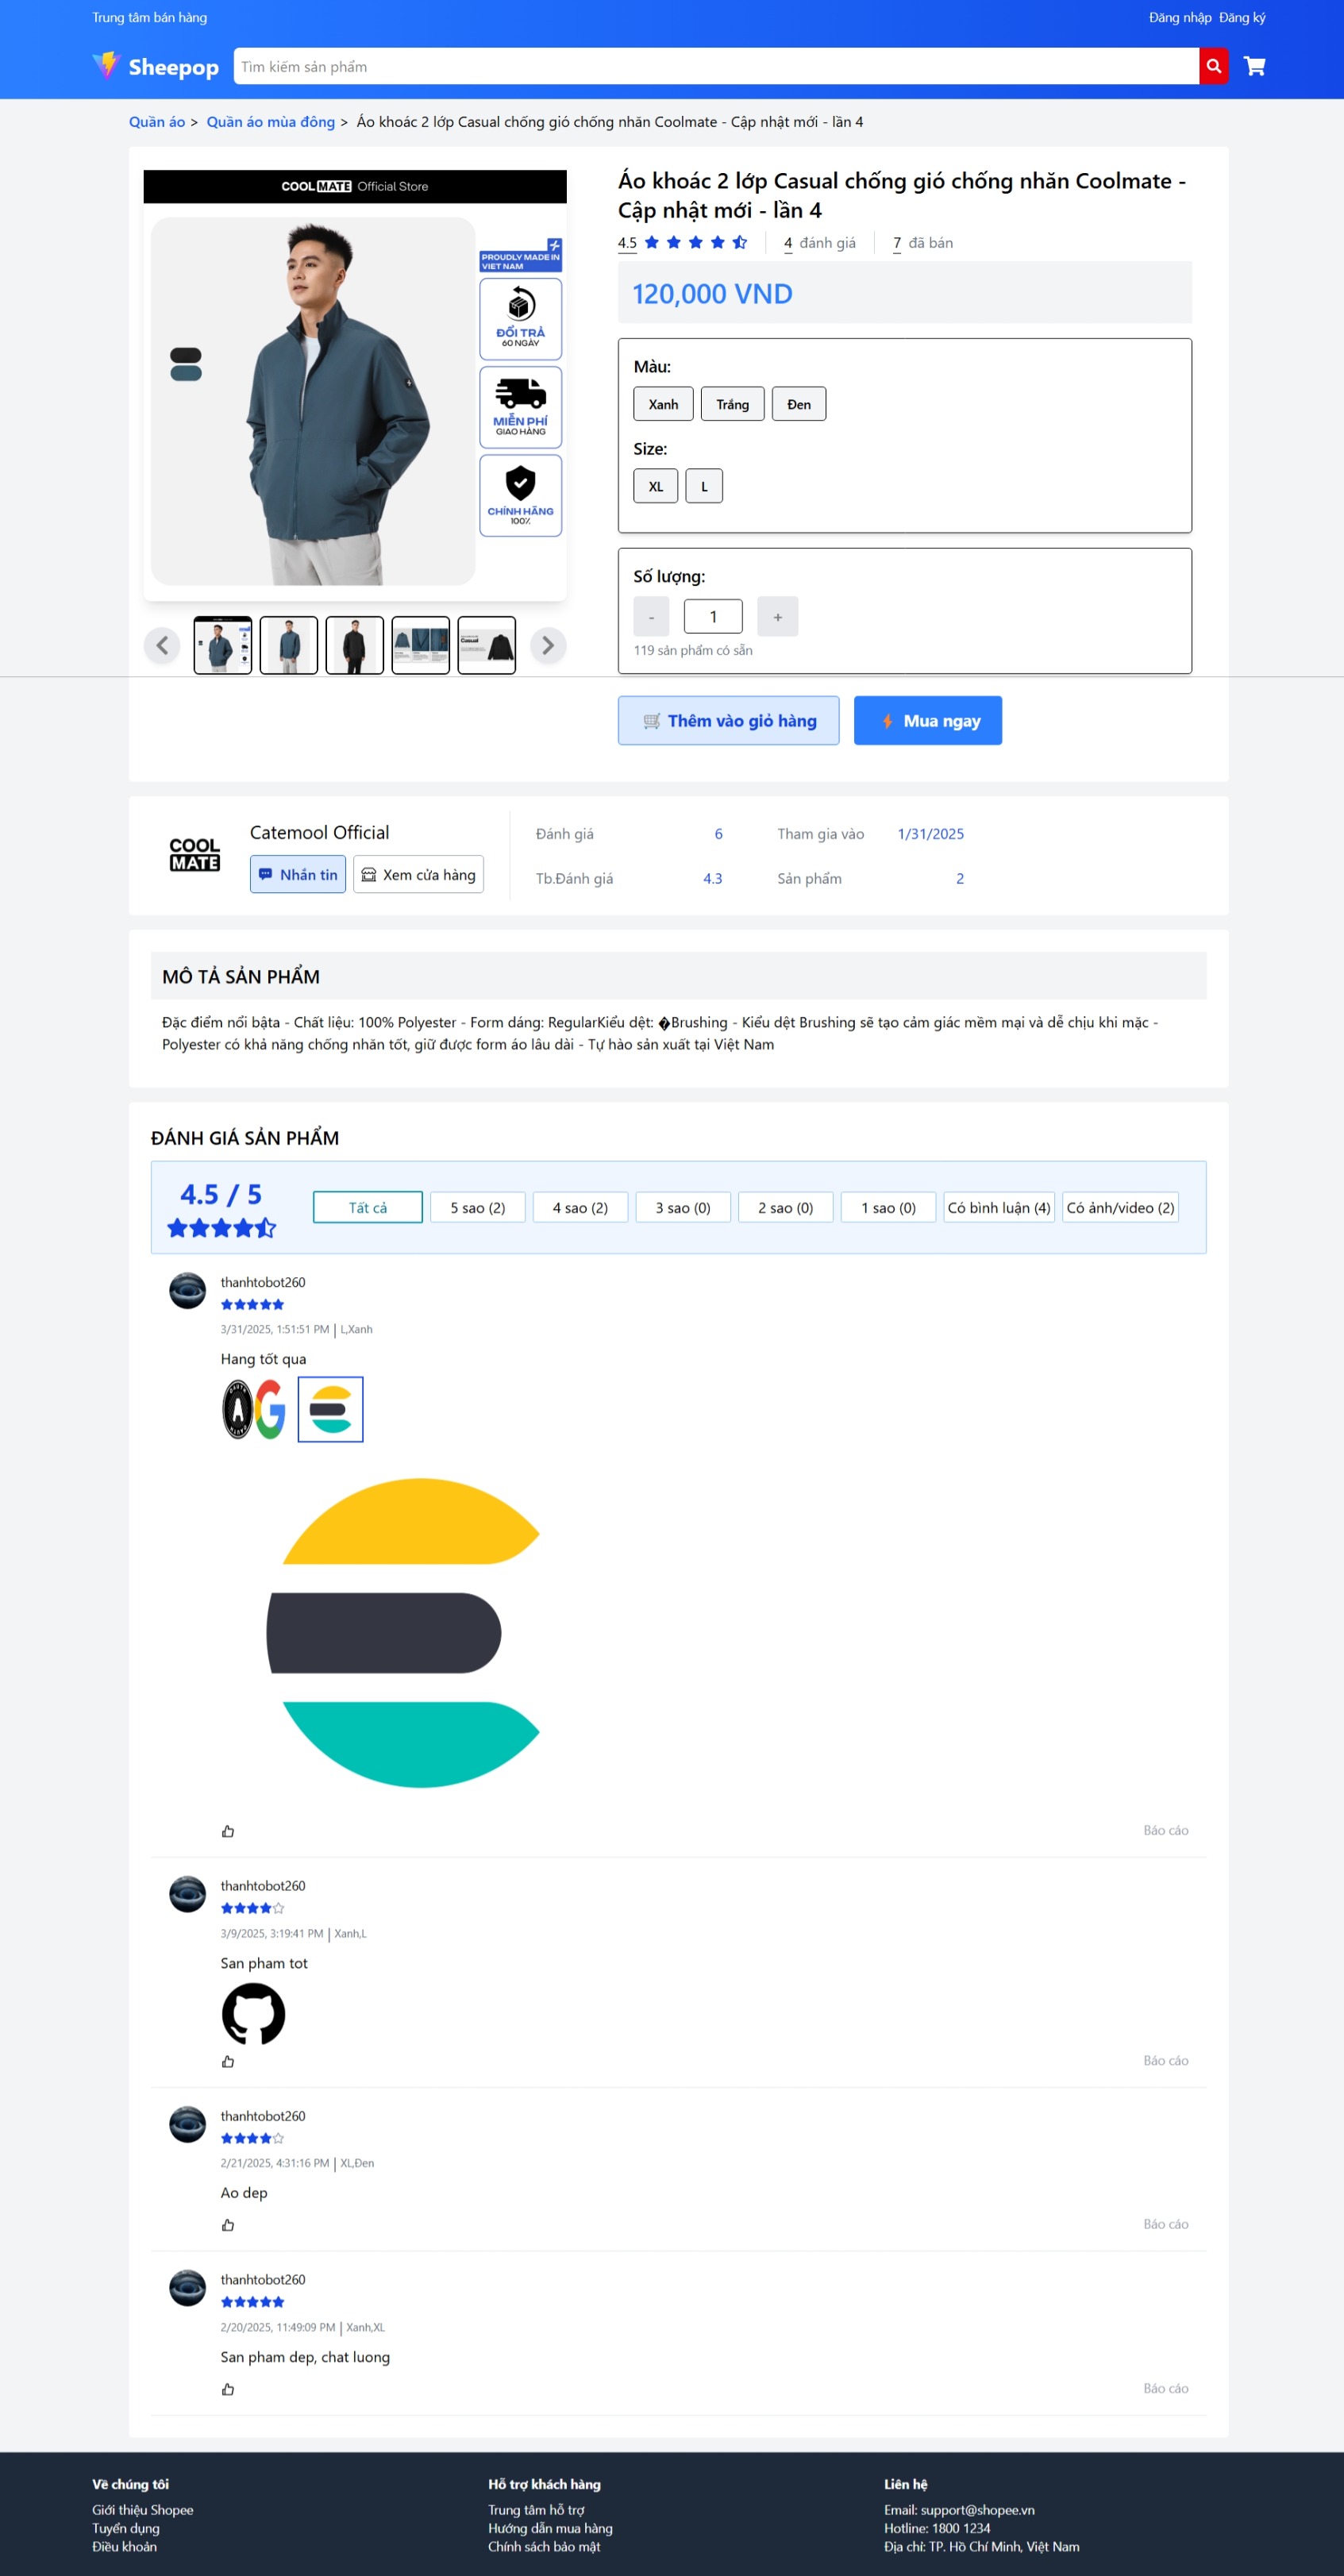 Trung tâm bán hàng
Đăng nhập Đăng ký
Sheepop
Tìm kiếm sản phẩm
Quần áo > Quần áo mùa đông > Áo khoác 2 lớp Casual chống gió chống nhăn Coolmate - Cập nhật mới - lần 4
COOLMATE Official Store
PROUDLY MADE IN
VIET NAM
ĐỔI TRẢ
60 NGÀY
MIỄN PHÍ
GIAO HÀNG
CHÍNH HÃNG
100%
Casual
Áo khoác 2 lớp Casual chống gió chống nhăn Coolmate -
Cập nhật mới - lần 4
4.5
4 đánh giá
7 đã bán
120,000 VND
Màu:
Xanh
Trắng
Đen
Size:
XL
L
Số lượng:
-
1
+
119 sản phẩm có sẵn
Thêm vào giỏ hàng
Mua ngay
COOL
MATE
Catemool Official
Nhắn tin
Xem cửa hàng
Đánh giá 6
Tham gia vào 1/31/2025
Tb.Đánh giá 4.3
Sản phẩm 2
MÔ TẢ SẢN PHẨM
Đặc điểm nổi bậta - Chất liệu: 100% Polyester - Form dáng: RegularKiểu dệt: �Brushing - Kiểu dệt Brushing sẽ tạo cảm giác mềm mại và dễ chịu khi mặc -
Polyester có khả năng chống nhăn tốt, giữ được form áo lâu dài - Tự hào sản xuất tại Việt Nam
ĐÁNH GIÁ SẢN PHẨM
4.5 / 5
Tất cả
5 sao (2)
4 sao (2)
3 sao (0)
2 sao (0)
1 sao (0)
Có bình luận (4)
Có ảnh/video (2)
thanhtobot260
3/31/2025, 1:51:51 PM | L,Xanh
Hang tốt qua
A G
Báo cáo
thanhtobot260
3/9/2025, 3:19:41 PM | Xanh,L
San pham tot
Báo cáo
thanhtobot260
2/21/2025, 4:31:16 PM | XL,Đen
Ao dep
Báo cáo
thanhtobot260
2/20/2025, 11:49:09 PM | Xanh,XL
San pham dep, chat luong
Báo cáo
Về chúng tôi
Giới thiệu Shopee
Tuyển dụng
Điều khoản
Hỗ trợ khách hàng
Trung tâm hỗ trợ
Hướng dẫn mua hàng
Chính sách bảo mật
Liên hệ
Email: support@shopee.vn
Hotline: 1800 1234
Địa chỉ: TP. Hồ Chí Minh, Việt Nam